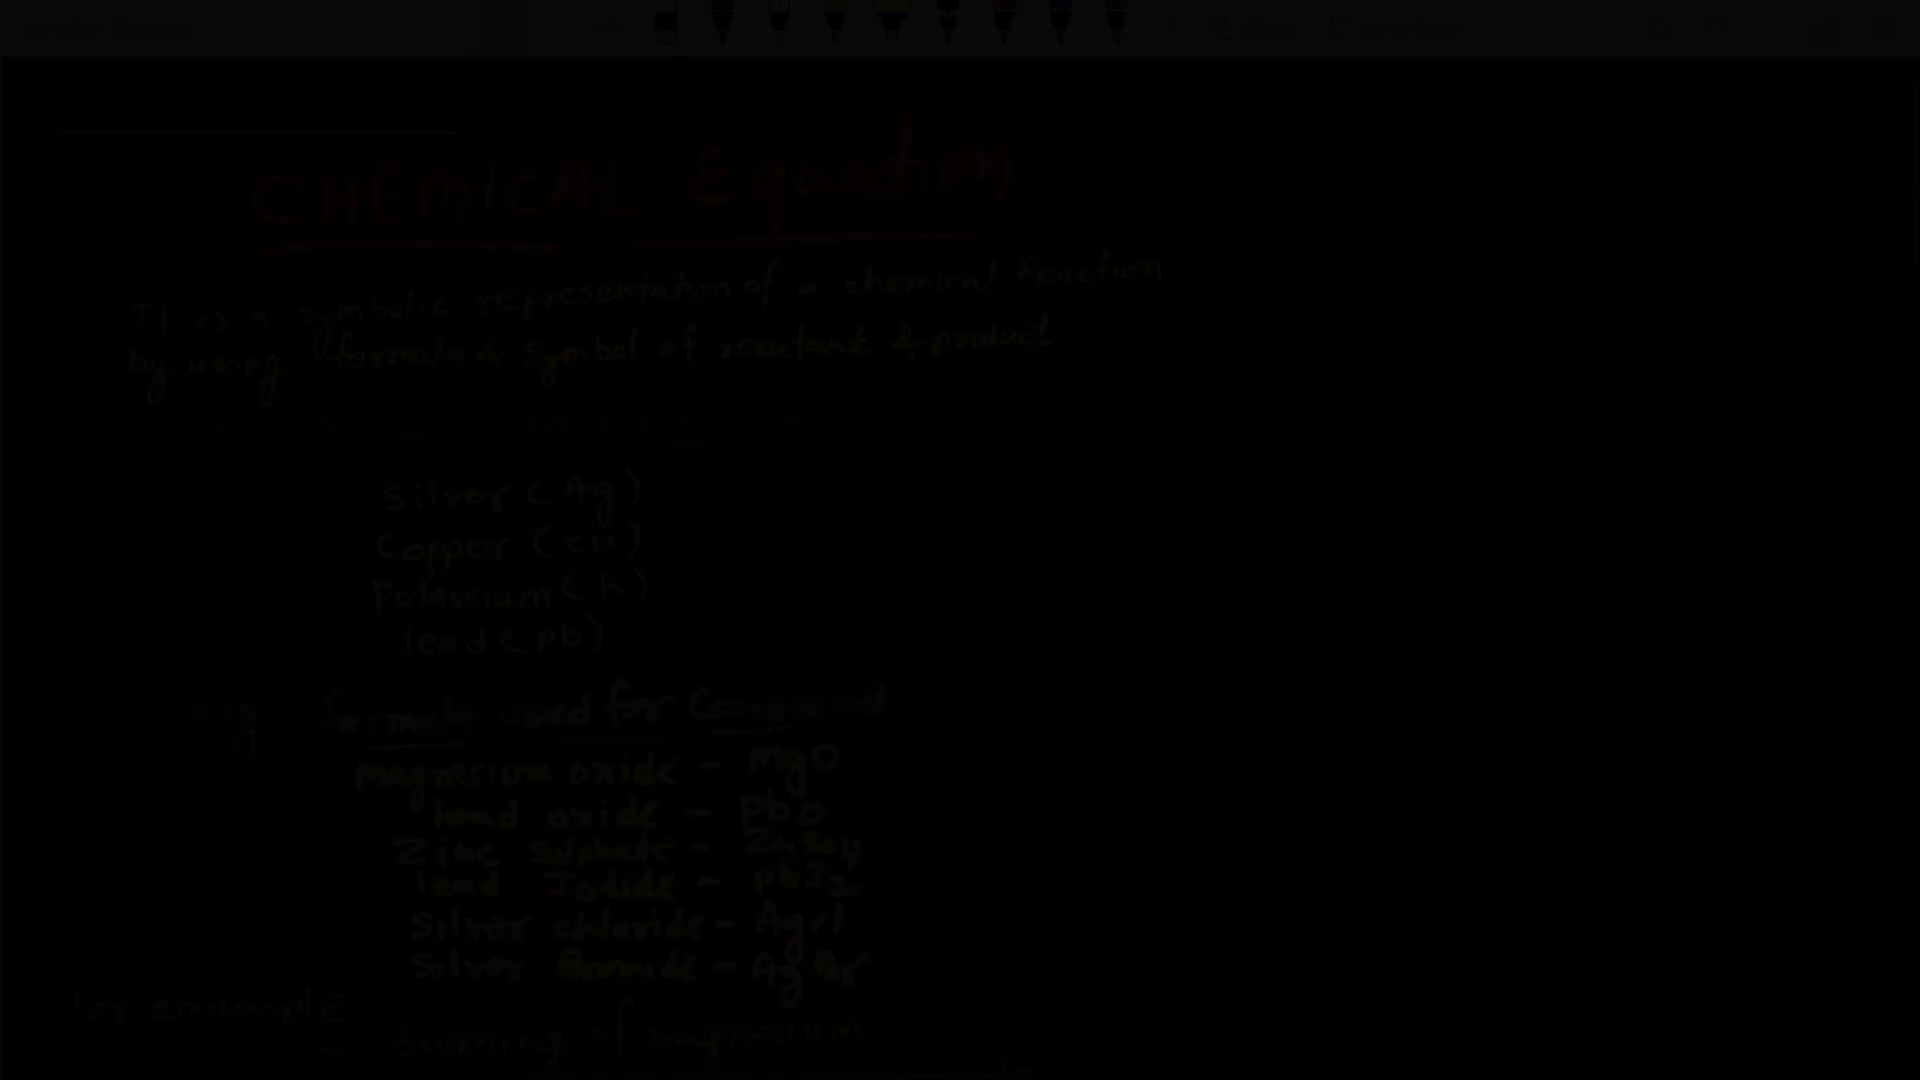 CHEMICAL Equation
It is a symbolic representation of a chemical Reaction
by using formula & symbol of reactant & product
Silver (Ag)
Copper (cu)
Potassium (K)
lead (pb)
formula used for Compound
Magnesium oxide - MgO
lead oxide - PbO
Zinc sulphate - ZnSo4
lead Iodide - pbI2
Silver chloride - Agcl
Silver Bromide - AgBr
for example
Burning of magnesium